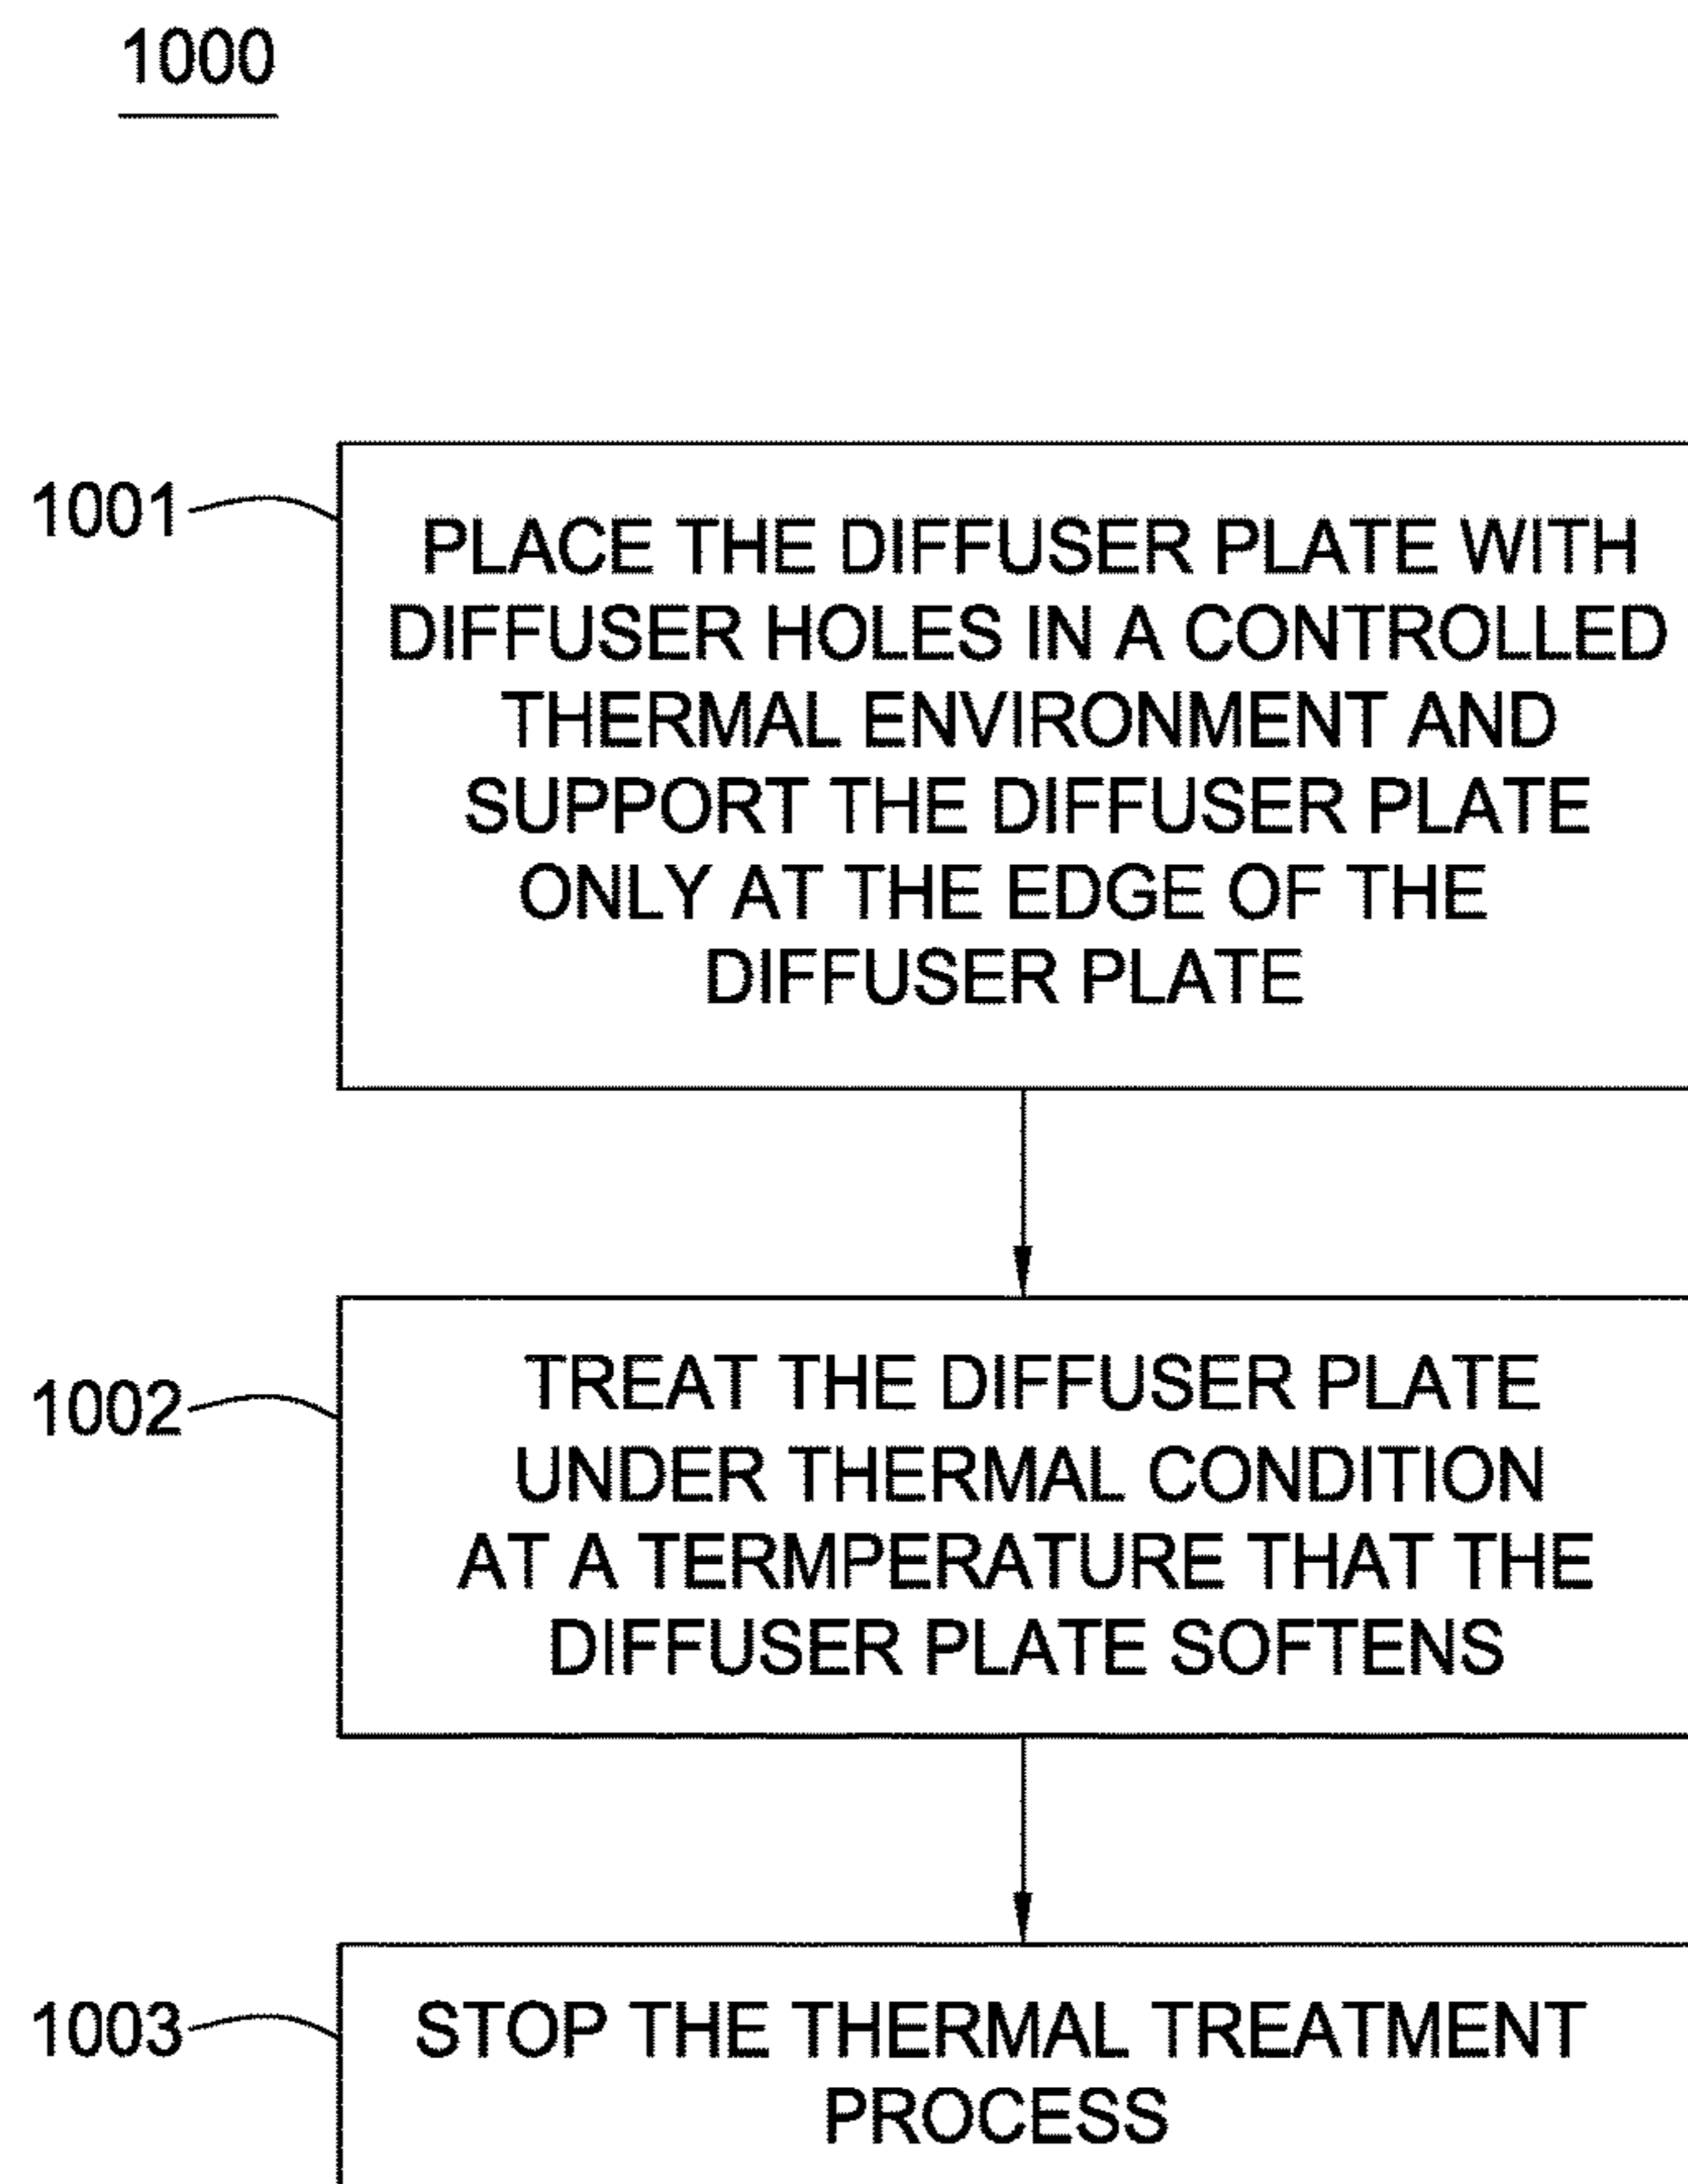 1000
1001
PLACE THE DIFFUSER PLATE WITH
DIFFUSER HOLES IN A CONTROLLED
THERMAL ENVIRONMENT AND
SUPPORT THE DIFFUSER PLATE
ONLY AT THE EDGE OF THE
DIFFUSER PLATE
1002
TREAT THE DIFFUSER PLATE
UNDER THERMAL CONDITION
AT A TERMPERATURE THAT THE
DIFFUSER PLATE SOFTENS
1003
STOP THE THERMAL TREATMENT
PROCESS